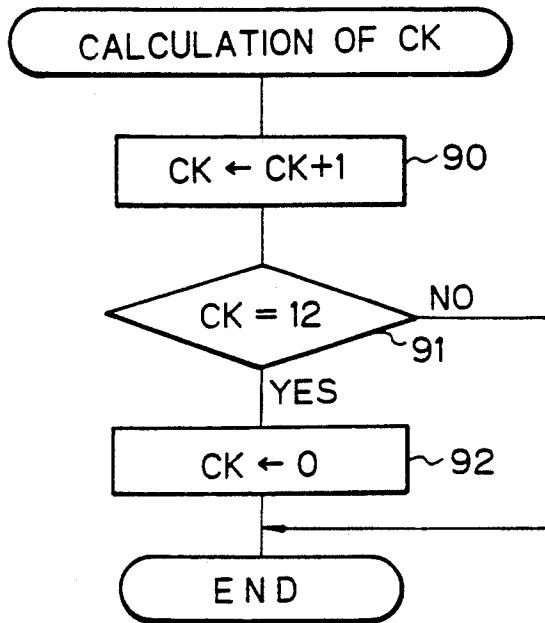 CALCULATION OF CK
CK ← CK+1
90
CK = 12
NO
91
YES
CK ← 0
92
END